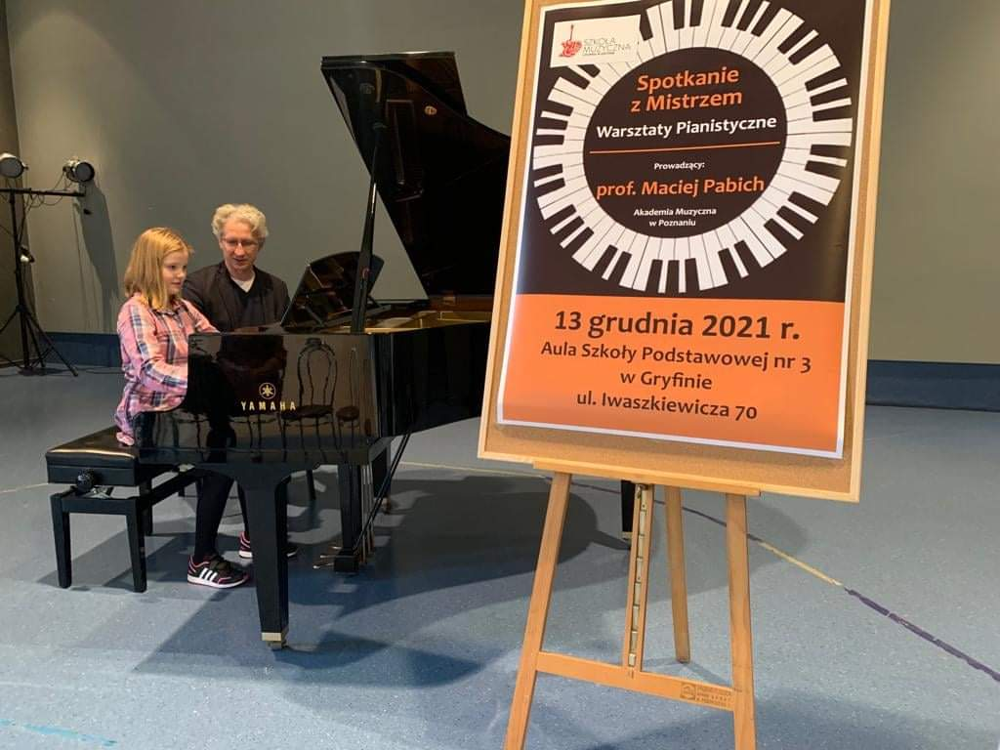 SZKOŁA
MUZYCZNA
Spotkanie
z Mistrzem
Warsztaty Pianistyczne
Prowadzący:
prof. Maciej Pabich
Akademia Muzyczna
w Poznaniu
13 grudnia 2021 r.
Aula Szkoły Podstawowej nr 3
w Gryfinie
ul. Iwaszkiewicza 70
YAMAHA